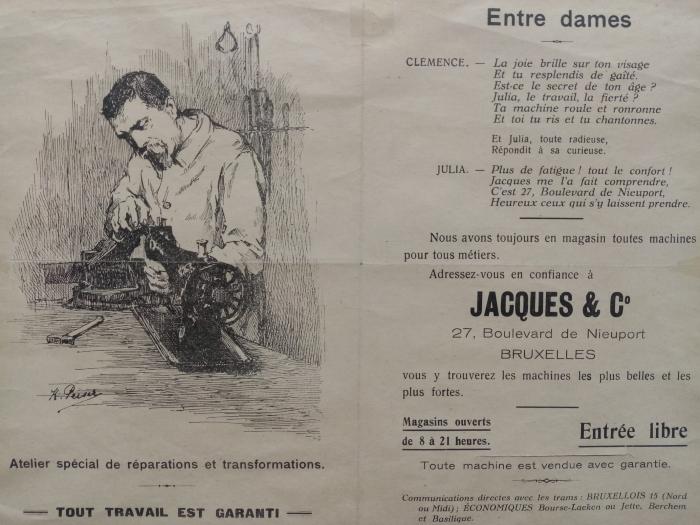 Atelier spécial de réparations et transformations.
TOUT TRAVAIL EST GARANTI
Entre dames
CLEMENCE. — La joie brille sur ton visage
Et tu resplendis de gaîté.
Est-ce le secret de ton âge ?
Julia, le travail, la fierté ?
Ta machine roule et ronronne
Et toi tu ris et tu chantonnes.
Et Julia, toute radieuse,
Répondit à sa curieuse.
JULIA. — Plus de fatigue ! tout le confort !
Jacques me l'a fait comprendre,
C'est 27, Boulevard de Nieuport,
Heureux ceux qui s'y laissent prendre.
Nous avons toujours en magasin toutes machines
pour tous métiers.
Adressez-vous en confiance à
JACQUES & Co
27, Boulevard de Nieuport
BRUXELLES
vous y trouverez les machines les plus belles et les
plus fortes.
Magasins ouverts
de 8 à 21 heures.
Entrée libre
Toute machine est vendue avec garantie.
Communications directes avec les trams : BRUXELLOIS 15 (Nord
ou Midi) ; ÉCONOMIQUES Bourse-Laeken ou Jette, Berchem
et Basilique.